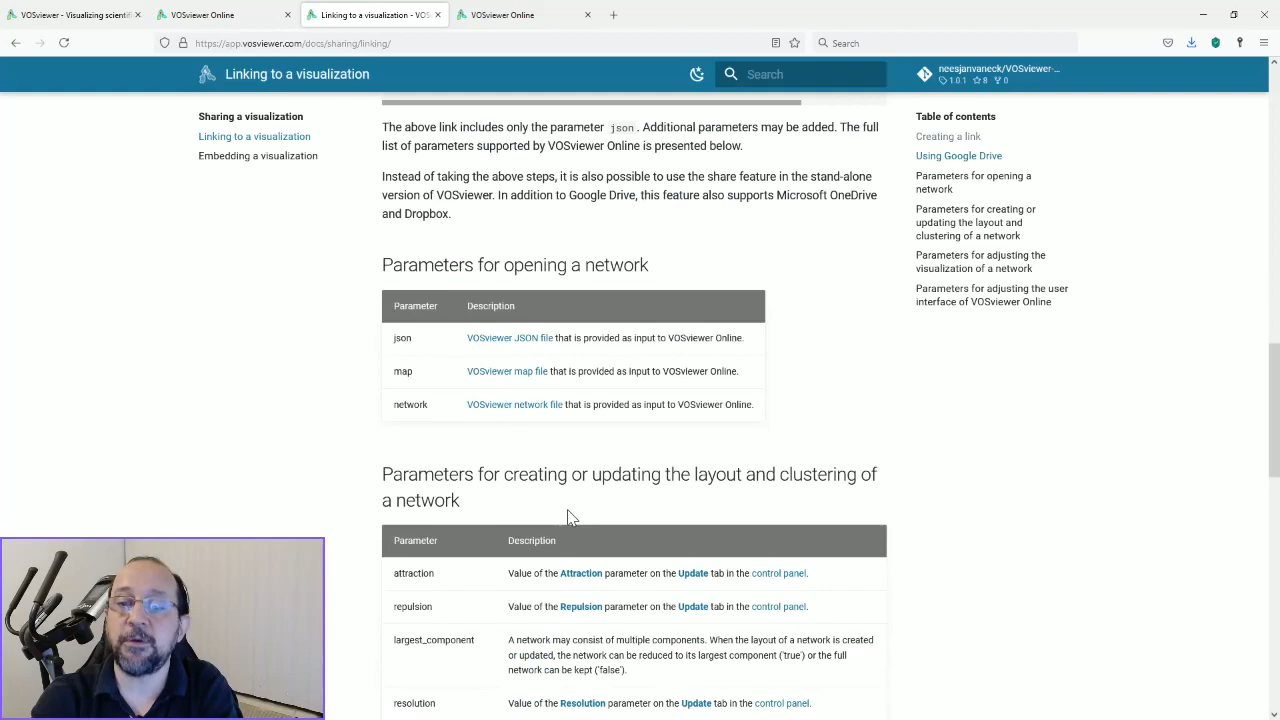 VOSviewer - Visualizing scientifi
VOSviewer Online
Linking to a visualization - VOS
VOSviewer Online
https://app.vosviewer.com/docs/sharing/linking/
Search
Linking to a visualization
Search
neesjanvaneck/VOSviewer-...
1.0.1 8 0
Sharing a visualization
Linking to a visualization
Embedding a visualization
The above link includes only the parameter json. Additional parameters may be added. The full
list of parameters supported by VOSviewer Online is presented below.
Instead of taking the above steps, it is also possible to use the share feature in the stand-alone
version of VOSviewer. In addition to Google Drive, this feature also supports Microsoft OneDrive
and Dropbox.
Parameters for opening a network
Parameter Description
json VOSviewer JSON file that is provided as input to VOSviewer Online.
map VOSviewer map file that is provided as input to VOSviewer Online.
network VOSviewer network file that is provided as input to VOSviewer Online.
Parameters for creating or updating the layout and clustering of
a network
Parameter Description
attraction Value of the Attraction parameter on the Update tab in the control panel.
repulsion Value of the Repulsion parameter on the Update tab in the control panel.
largest_component A network may consist of multiple components. When the layout of a network is created
or updated, the network can be reduced to its largest component ('true') or the full
network can be kept ('false').
resolution Value of the Resolution parameter on the Update tab in the control panel.
Table of contents
Creating a link
Using Google Drive
Parameters for opening a
network
Parameters for creating or
updating the layout and
clustering of a network
Parameters for adjusting the
visualization of a network
Parameters for adjusting the user
interface of VOSviewer Online